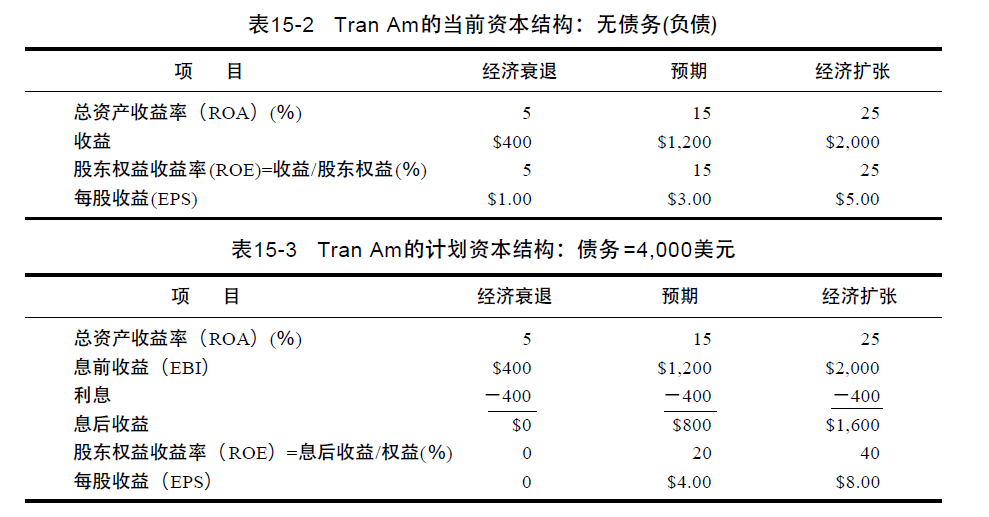 表15-2 Tran Am的当前资本结构：无债务(负债)
项 目 经济衰退 预期 经济扩张
总资产收益率（ROA）(%) 5 15 25
收益 $400 $1,200 $2,000
股东权益收益率(ROE)=收益/股东权益(%) 5 15 25
每股收益(EPS) $1.00 $3.00 $5.00
表15-3 Tran Am的计划资本结构：债务=4,000美元
项 目 经济衰退 预期 经济扩张
总资产收益率（ROA）(%) 5 15 25
息前收益（EBI） $400 $1,200 $2,000
利息 －400 －400 －400
息后收益 $0 $800 $1,600
股东权益收益率（ROE）=息后收益/权益(%) 0 20 40
每股收益（EPS） 0 $4.00 $8.00